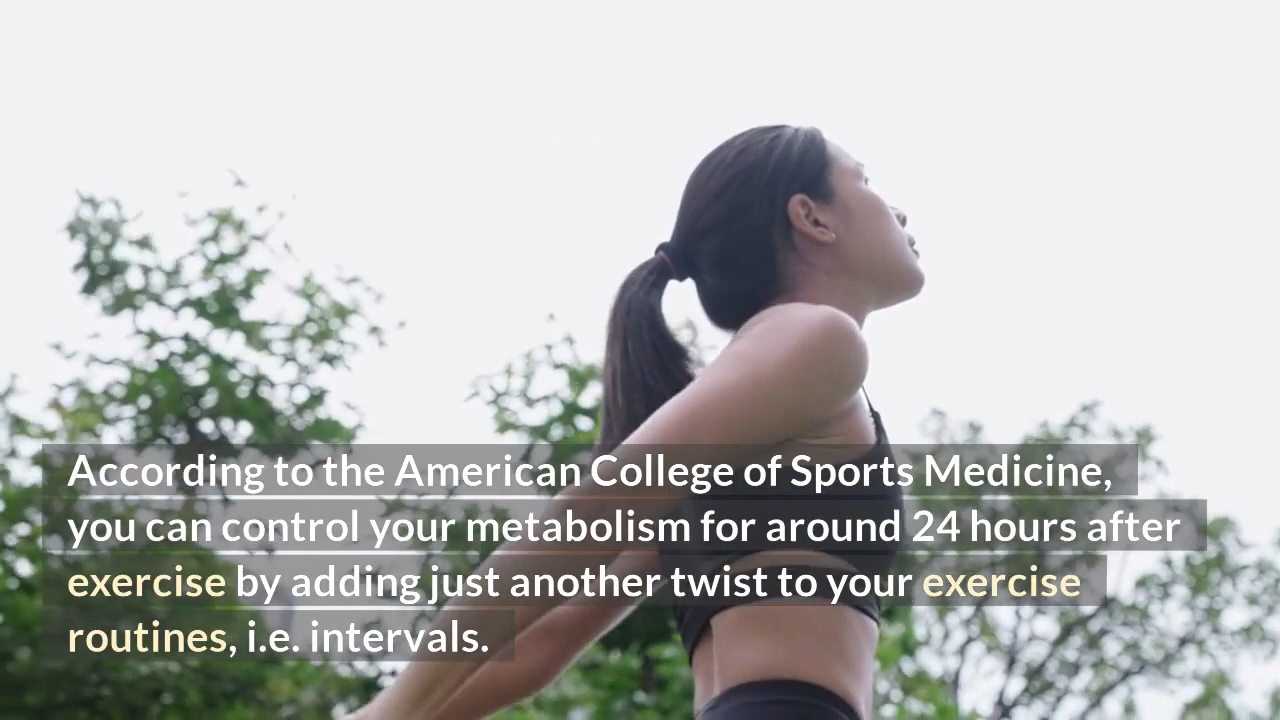 According to the American College of Sports Medicine,
you can control your metabolism for around 24 hours after
exercise by adding just another twist to your exercise
routines, i.e. intervals.